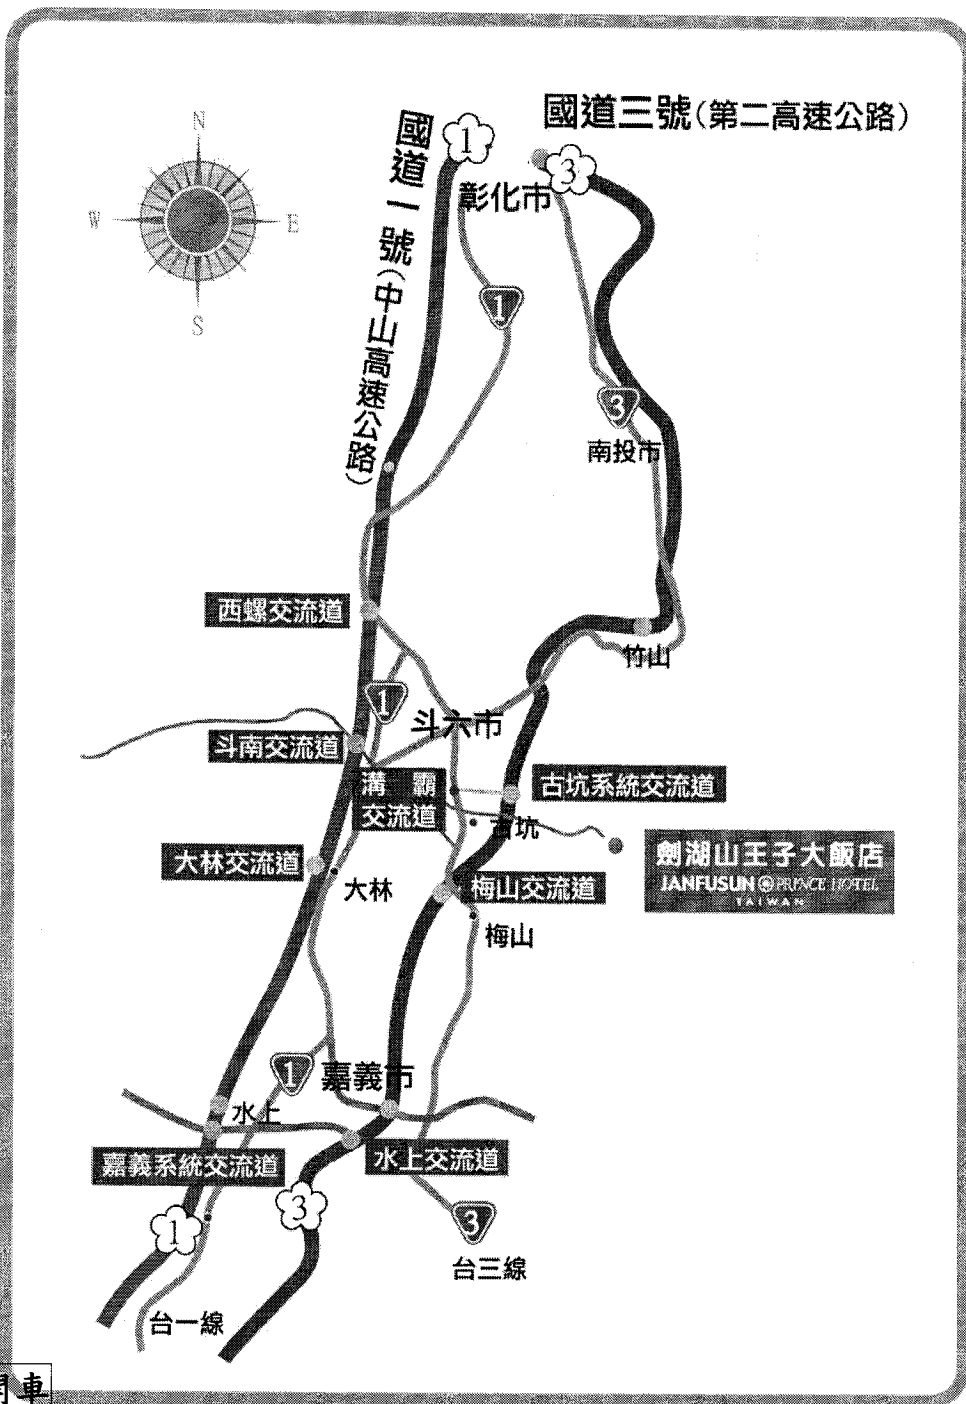 國道三號(第二高速公路)
國道一號(中山高速公路)
1
3
彰化市
N
W
E
S
1
3
南投市
西螺交流道
竹山
1
斗六市
斗南交流道
溝 霸
交流道
古坑系統交流道
古坑
劍湖山王子大飯店
JANFUSUN PRINCE HOTEL
TAIWAN
大林交流道
大林
梅山交流道
梅山
1
嘉義市
水上
嘉義系統交流道
水上交流道
3
1
3
台三線
台一線
開車